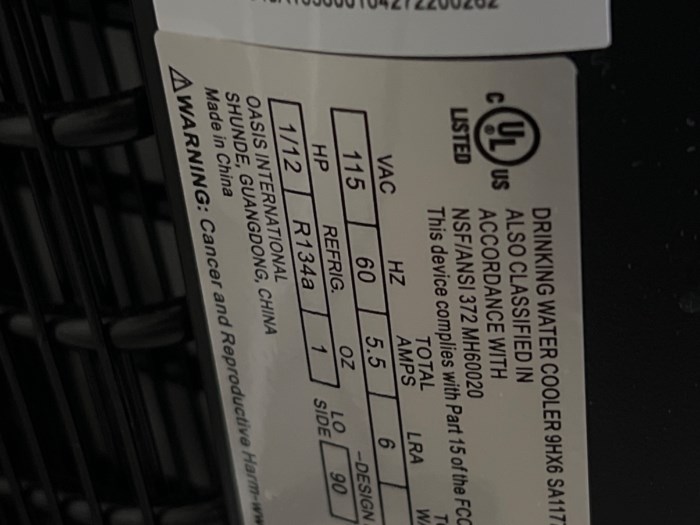 DRINKING WATER COOLER 9HX6 SA117
ALSO CLASSIFIED IN
ACCORDANCE WITH
NSF/ANSI 372 MH60020
This device complies with Part 15 of the FCC
C UL US
LISTED
TOTAL
VAC HZ AMPS LRA
115 60 5.5 6
-DESIGN
HP REFRIG. OZ LO
1/12 R134a 1 SIDE 90
OASIS INTERNATIONAL
SHUNDE, GUANGDONG, CHINA
Made in China
⚠WARNING: Cancer and Reproductive Harm-ww